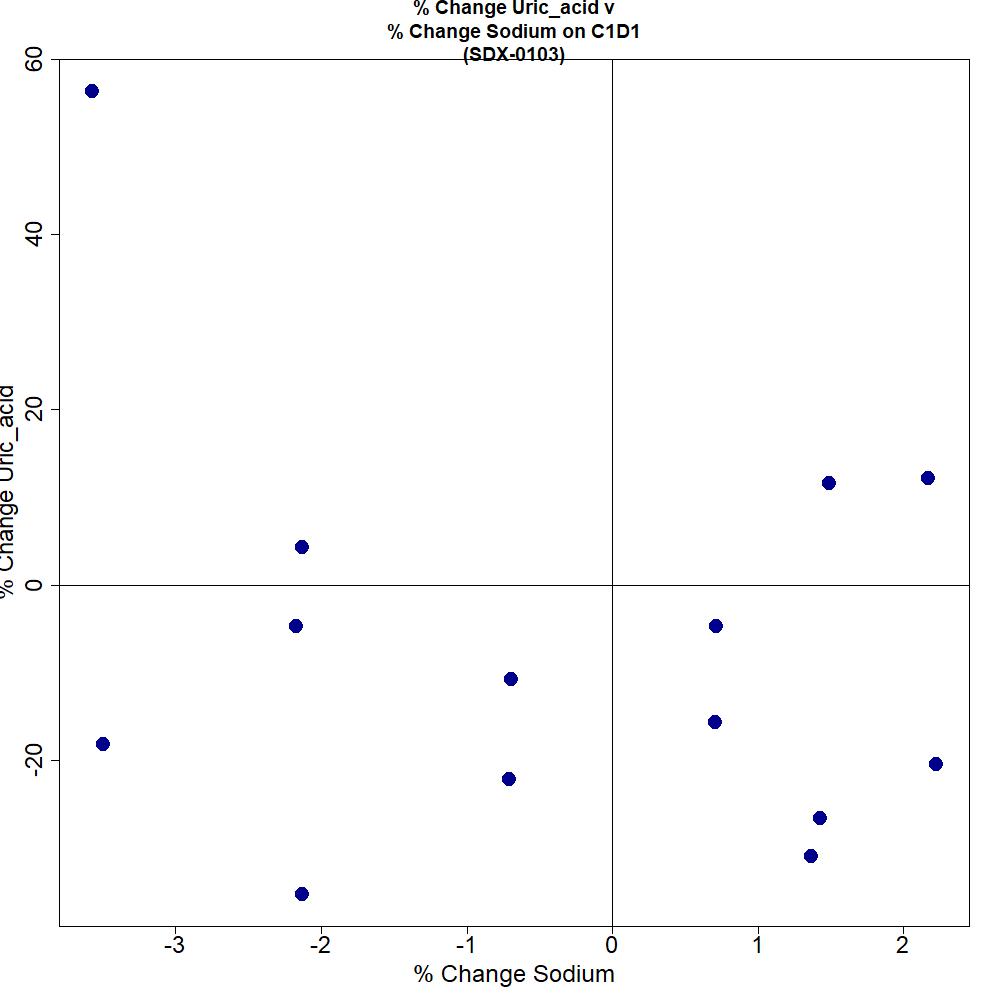 % Change Uric_acid v
% Change Sodium on C1D1
(SDX-0103)
60
40
20
0
-20
% Change Uric_acid
-3
-2
-1
0
1
2
% Change Sodium